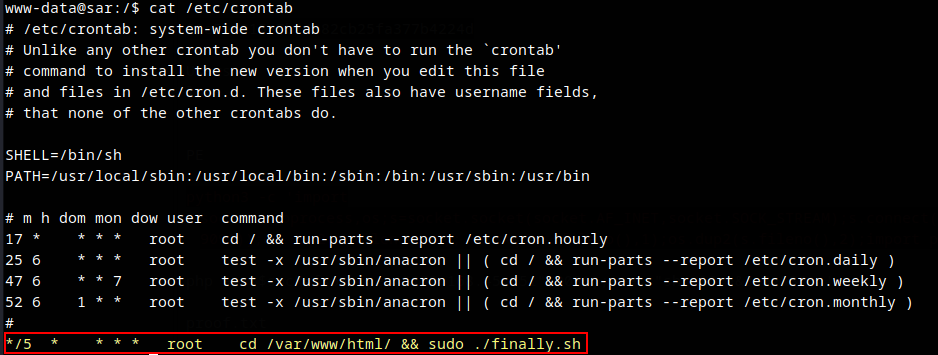 www-data@sar:/$ cat /etc/crontab
# /etc/crontab: system-wide crontab
# Unlike any other crontab you don't have to run the `crontab'
# command to install the new version when you edit this file
# and files in /etc/cron.d. These files also have username fields,
# that none of the other crontabs do.

SHELL=/bin/sh
PATH=/usr/local/sbin:/usr/local/bin:/sbin:/bin:/usr/sbin:/usr/bin

# m h dom mon dow user  command
17 *    * * *   root    cd / && run-parts --report /etc/cron.hourly
25 6    * * *   root    test -x /usr/sbin/anacron || ( cd / && run-parts --report /etc/cron.daily )
47 6    * * 7   root    test -x /usr/sbin/anacron || ( cd / && run-parts --report /etc/cron.weekly )
52 6    1 * *   root    test -x /usr/sbin/anacron || ( cd / && run-parts --report /etc/cron.monthly )
#
*/5  *    * * *   root    cd /var/www/html/ && sudo ./finally.sh